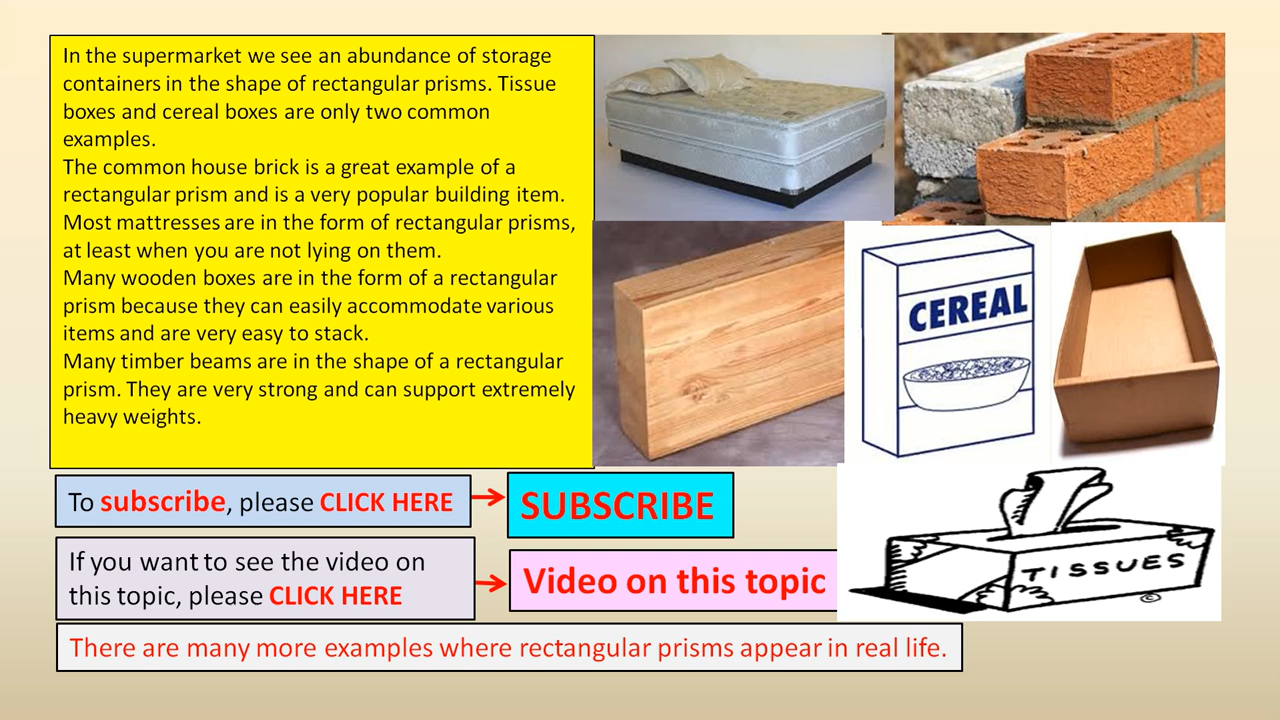 In the supermarket we see an abundance of storage
containers in the shape of rectangular prisms. Tissue
boxes and cereal boxes are only two common
examples.
The common house brick is a great example of a
rectangular prism and is a very popular building item.
Most mattresses are in the form of rectangular prisms,
at least when you are not lying on them.
Many wooden boxes are in the form of a rectangular
prism because they can easily accommodate various
items and are very easy to stack.
Many timber beams are in the shape of a rectangular
prism. They are very strong and can support extremely
heavy weights.
CEREAL
TISSUES
©
To subscribe, please CLICK HERE
SUBSCRIBE
If you want to see the video on
this topic, please CLICK HERE
Video on this topic
There are many more examples where rectangular prisms appear in real life.